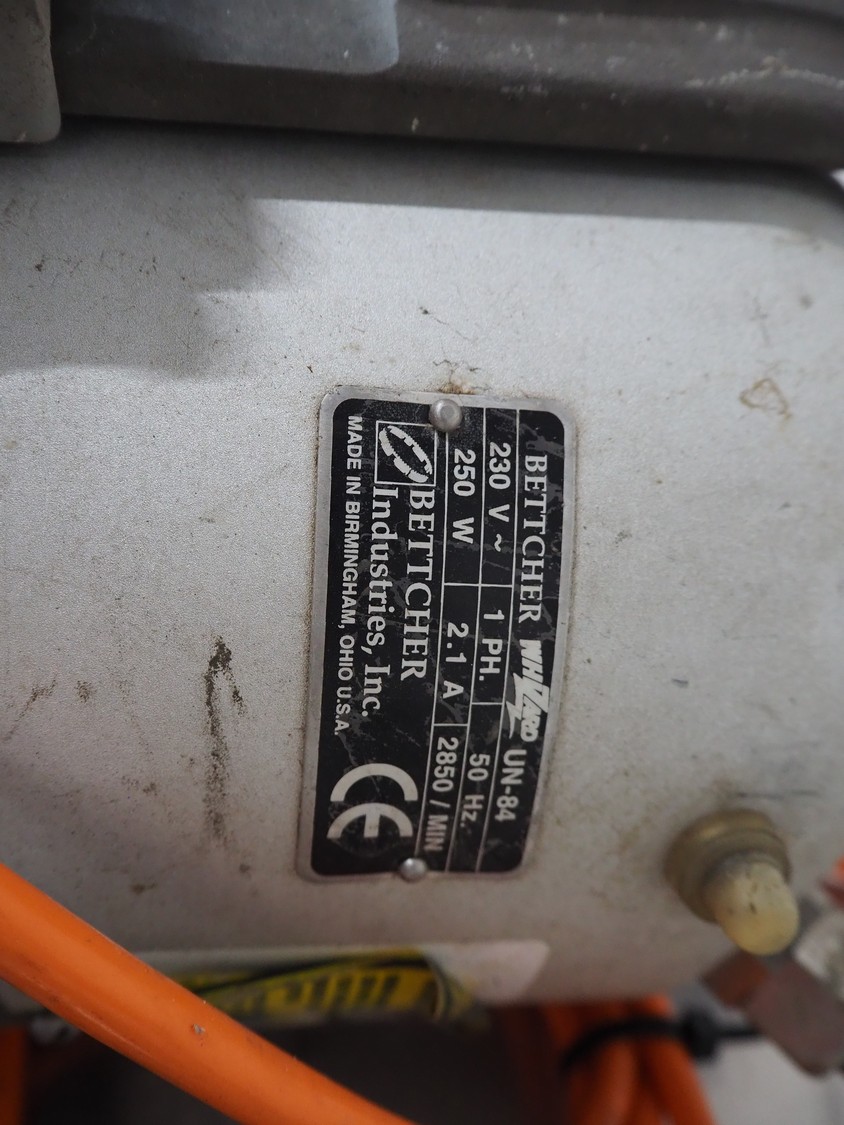 BETTCHER WHIZARD UN-84
230 V ~ 1 PH. 50 Hz.
250 W 2.1 A 2850 / MIN
BETTCHER
Industries, Inc.
MADE IN BIRMINGHAM, OHIO U.S.A.
CE